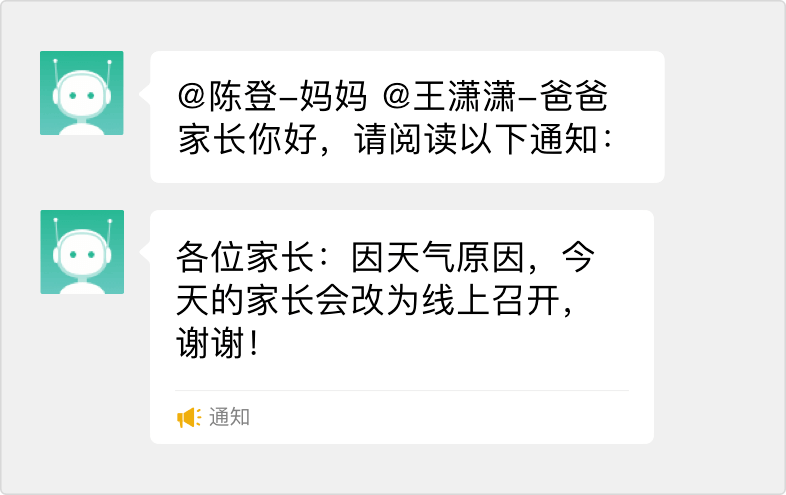 @陈登-妈妈 @王潇潇-爸爸
家长你好，请阅读以下通知：
各位家长：因天气原因，今
天的家长会改为线上召开，
谢谢！
通知